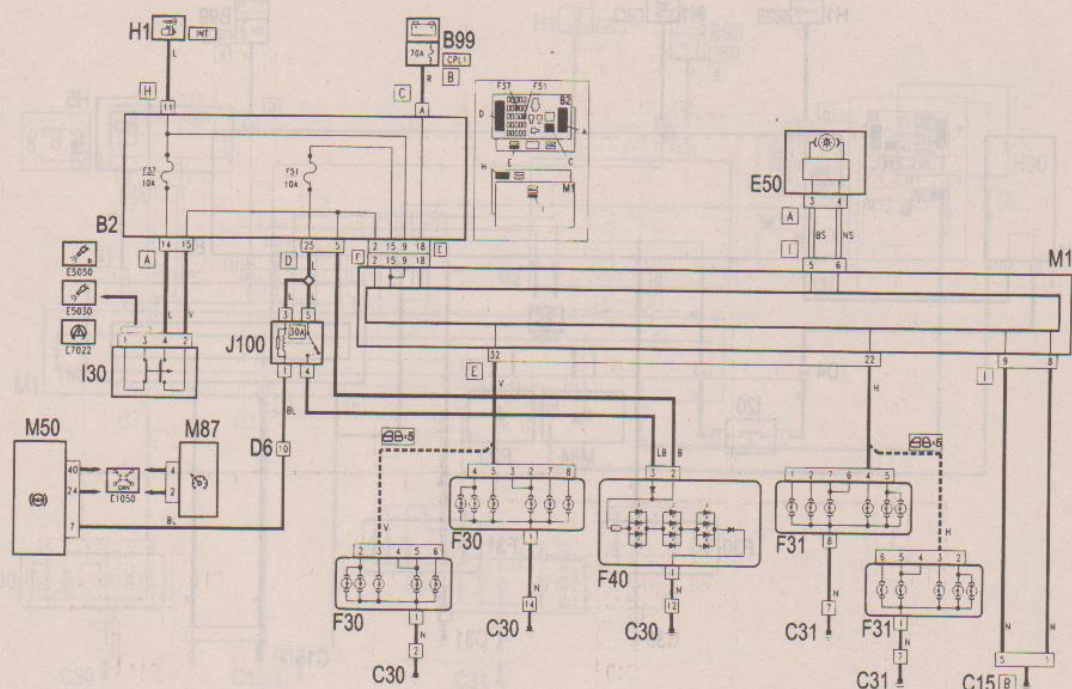 H1
INT
L
H
11
B99
70A
CPL1
B
R
C
A
F37
F51
B2
D
A
E
C
H
M1
I
F37
10A
F51
10A
B2
14
15
25
5
2
15
9
18
E
A
D
F
2
15
9
18
E50
3
4
A
BS
NS
I
5
6
M1
E5050
E5030
E7022
L
V
1
3
4
2
I30
L
L
L
3
5
J100
30A
1
4
32
E
V
22
H
9
8
I
M50
M87
40
24
7
CAN
E1050
4
2
BL
BL
D6
10
LB
B
=5
=5
V
4
5
3
2
7
8
F30
1
N
14
C30
2
3
4
5
6
F30
1
N
2
C30
3
2
F40
1
N
12
C30
1
2
7
6
4
5
F31
8
N
7
C31
H
6
5
4
3
2
F31
1
N
7
C31
N
N
5
1
C15
B